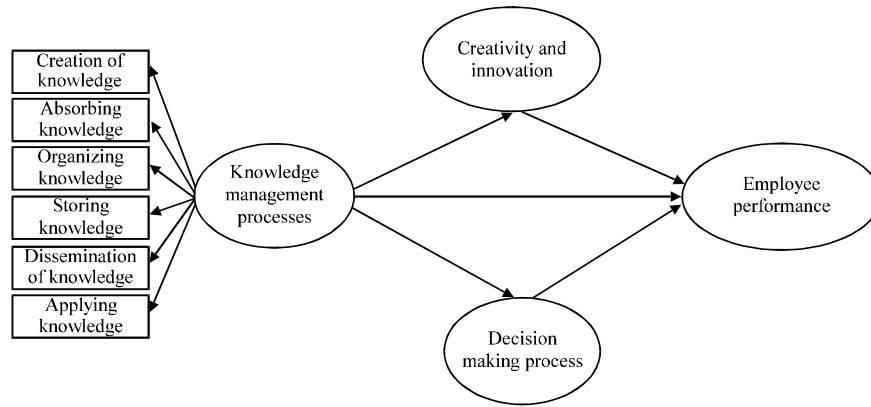 Creation of
knowledge
Absorbing
knowledge
Organizing
knowledge
Storing
knowledge
Dissemination
of knowledge
Applying
knowledge
Knowledge
management
processes
Creativity and
innovation
Decision
making process
Employee
performance